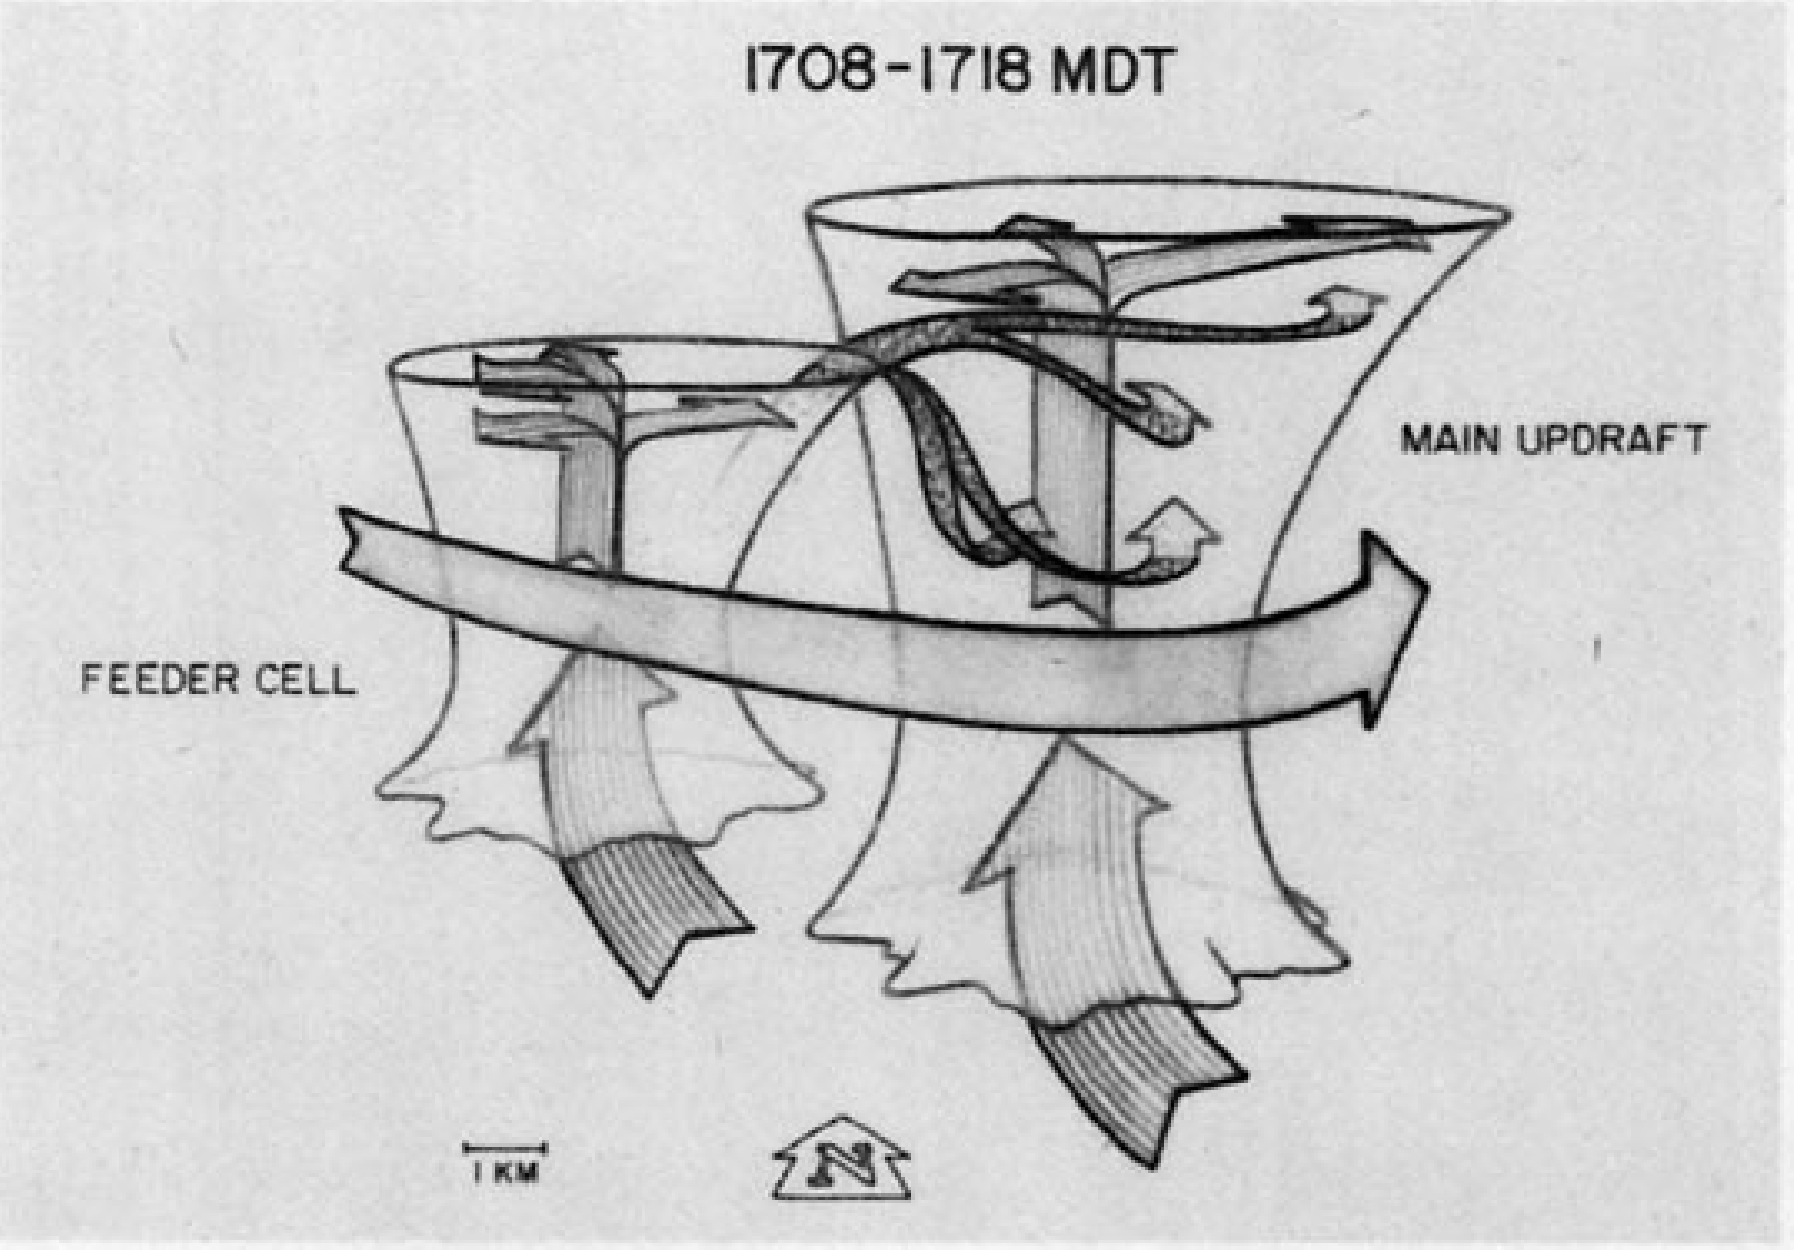 1708-1718 MDT
MAIN UPDRAFT
FEEDER CELL
1 KM
N